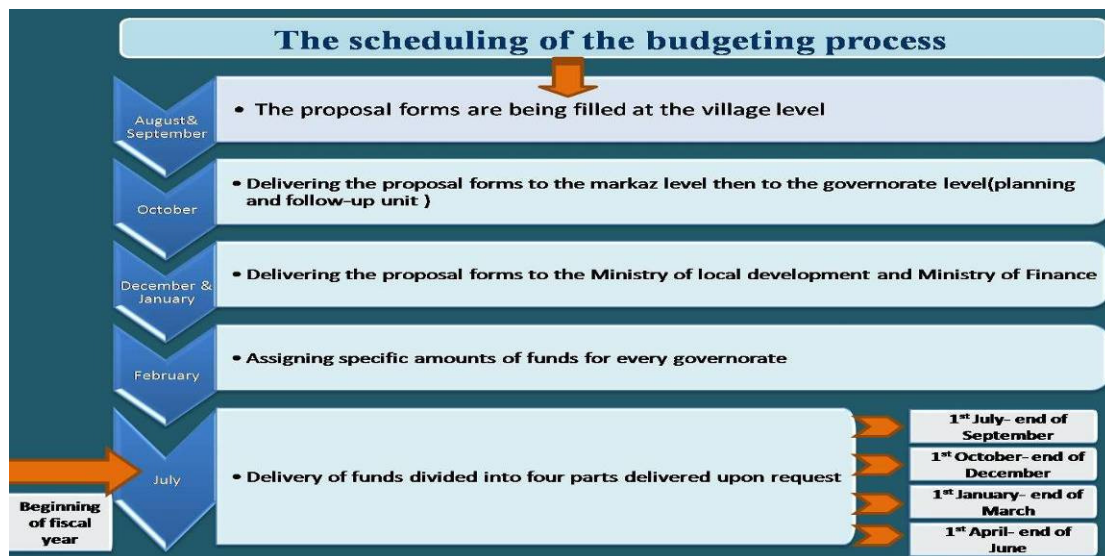 The scheduling of the budgeting process
August&
September
• The proposal forms are being filled at the village level
October
• Delivering the proposal forms to the markaz level then to the governorate level(planning
and follow-up unit )
December &
January
• Delivering the proposal forms to the Ministry of local development and Ministry of Finance
February
• Assigning specific amounts of funds for every governorate
July
• Delivery of funds divided into four parts delivered upon request
1st July- end of
September
1st October- end of
December
1st January- end of
March
1st April- end of
June
Beginning
of fiscal
year